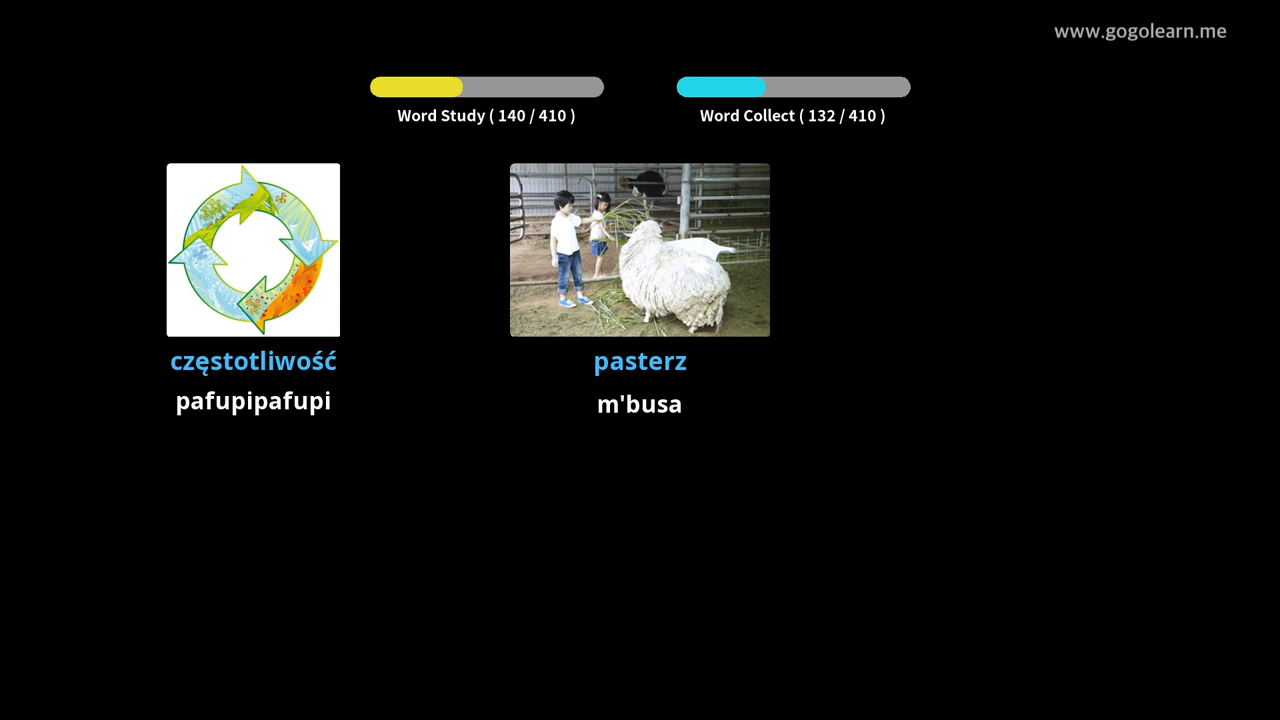 www.gogolearn.me
Word Study ( 140 / 410 )
Word Collect ( 132 / 410 )
częstotliwość
pafupipafupi
pasterz
m'busa